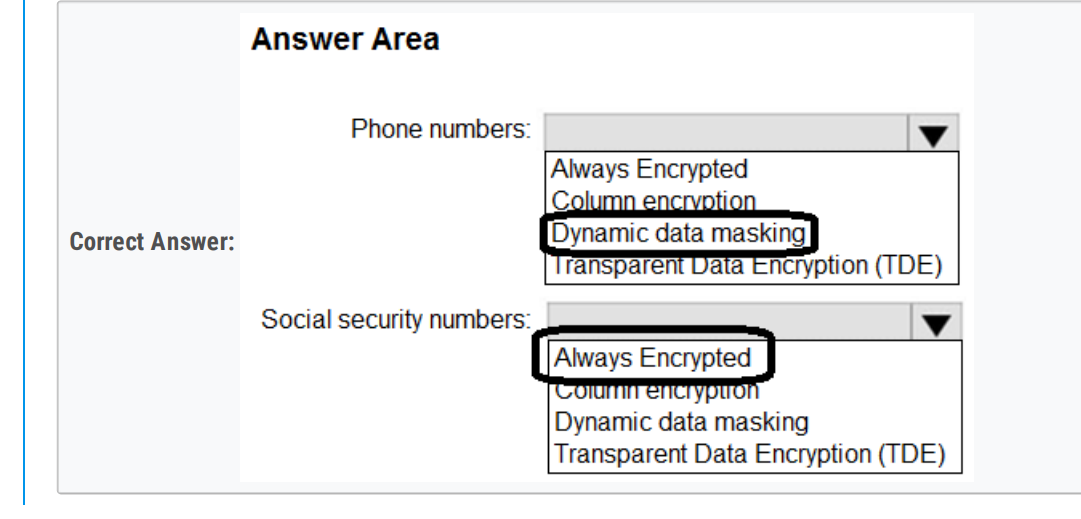 Answer Area
Phone numbers:
Always Encrypted
Column encryption
Dynamic data masking
Transparent Data Encryption (TDE)
Correct Answer:
Social security numbers:
Always Encrypted
Column encryption
Dynamic data masking
Transparent Data Encryption (TDE)